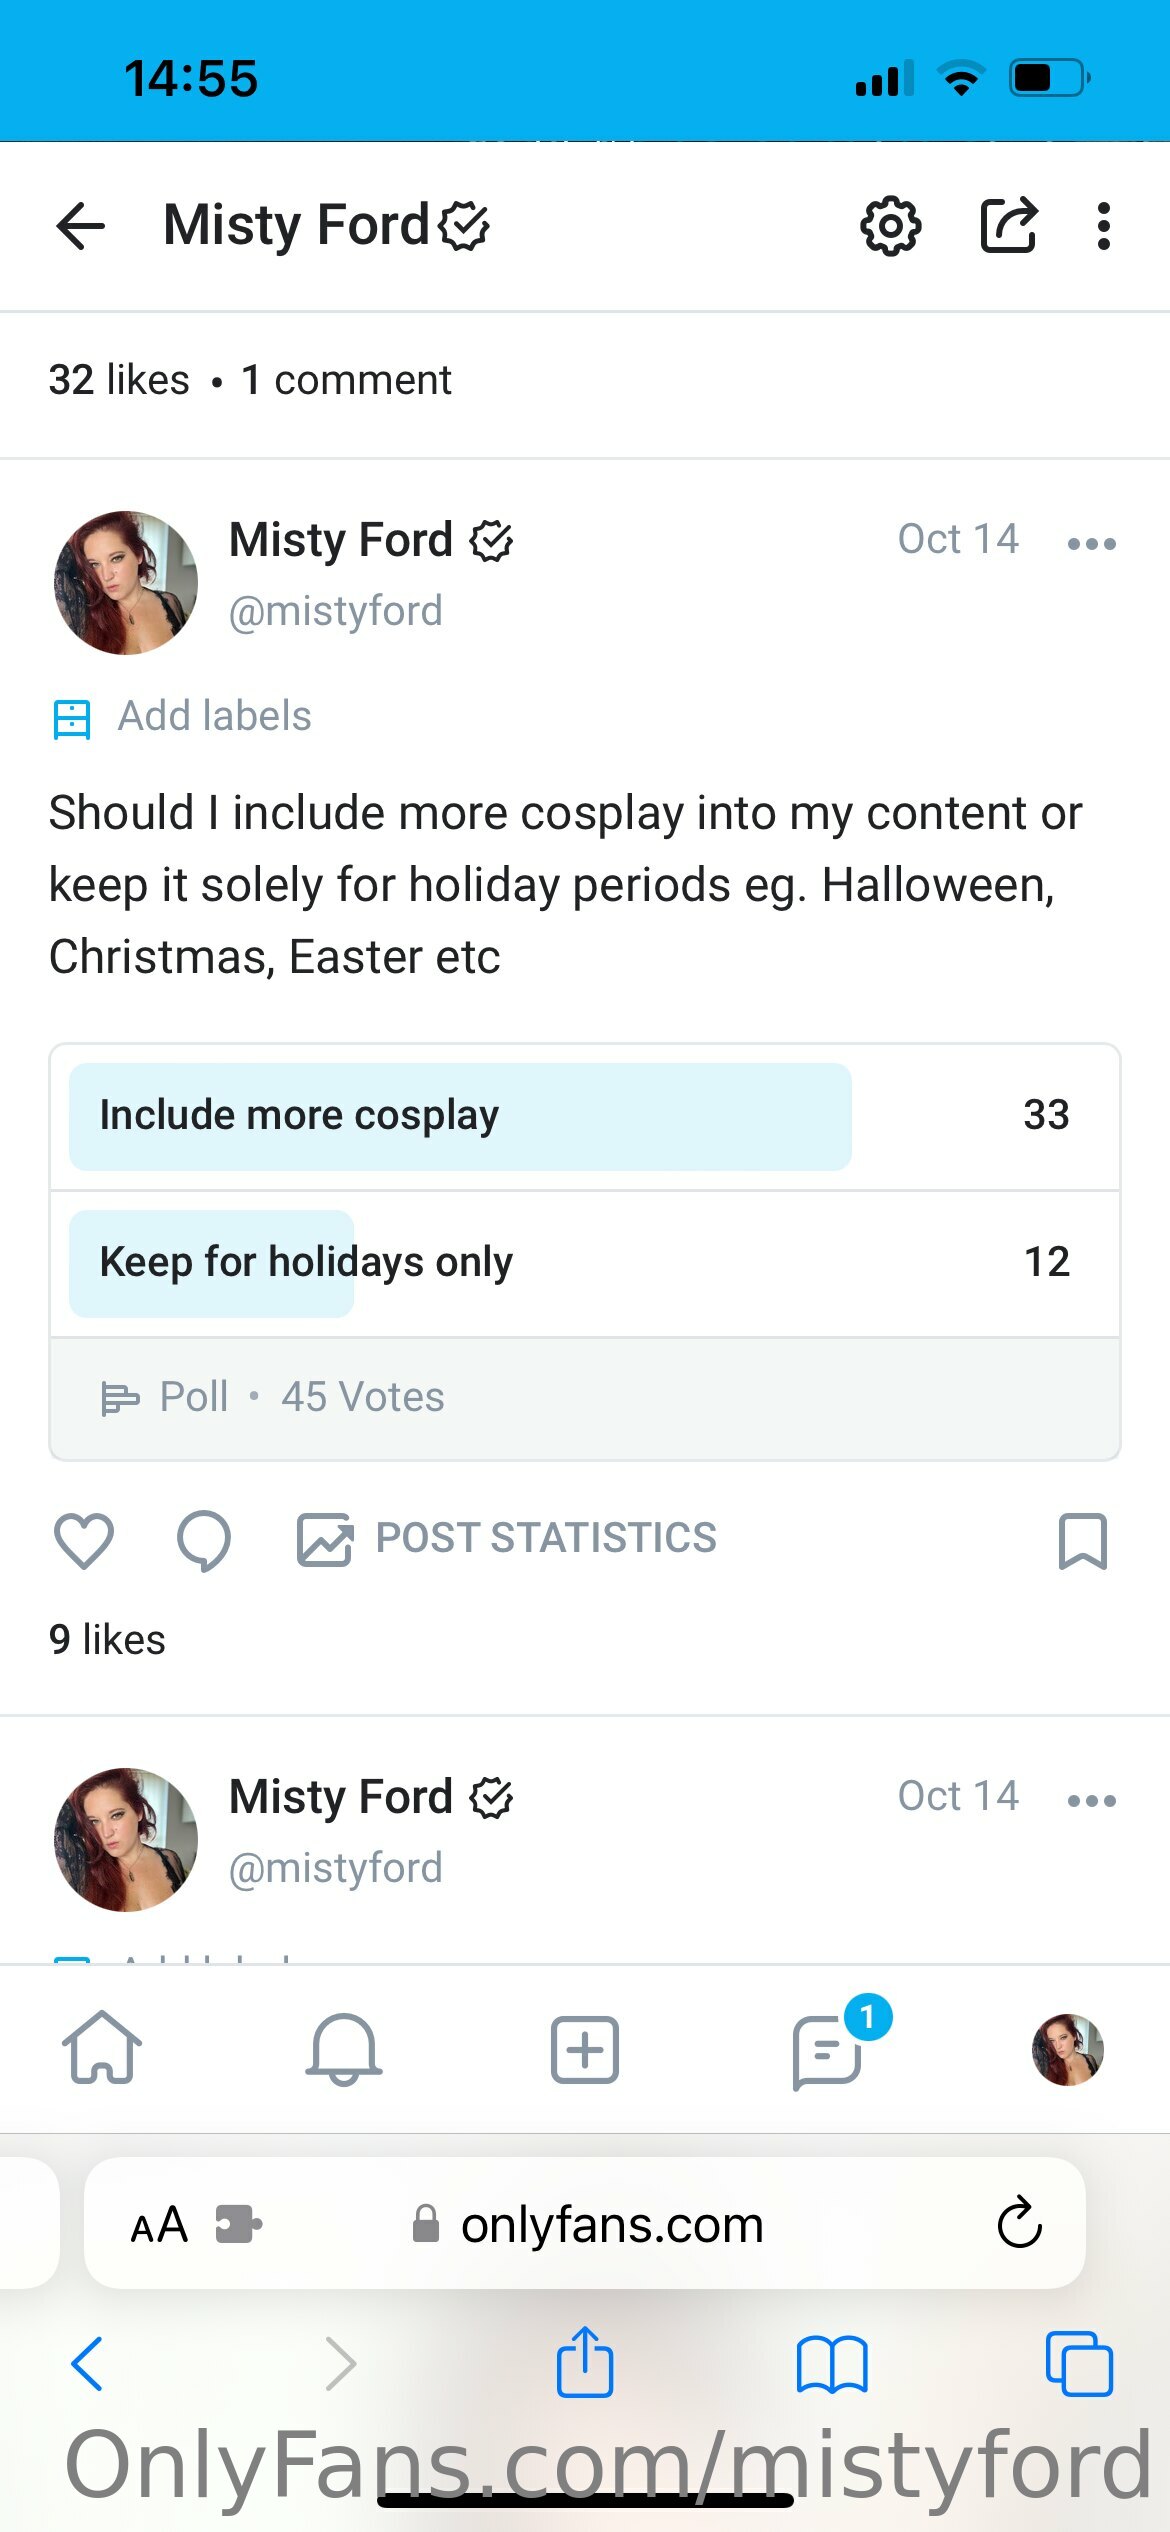 14:55
Misty Ford
32 likes • 1 comment
Misty Ford
Oct 14
@mistyford
Add labels
Should I include more cosplay into my content or
keep it solely for holiday periods eg. Halloween,
Christmas, Easter etc
Include more cosplay 33
Keep for holidays only 12
Poll • 45 Votes
POST STATISTICS
9 likes
Misty Ford
Oct 14
@mistyford
1
AA onlyfans.com
OnlyFans.com/mistyford